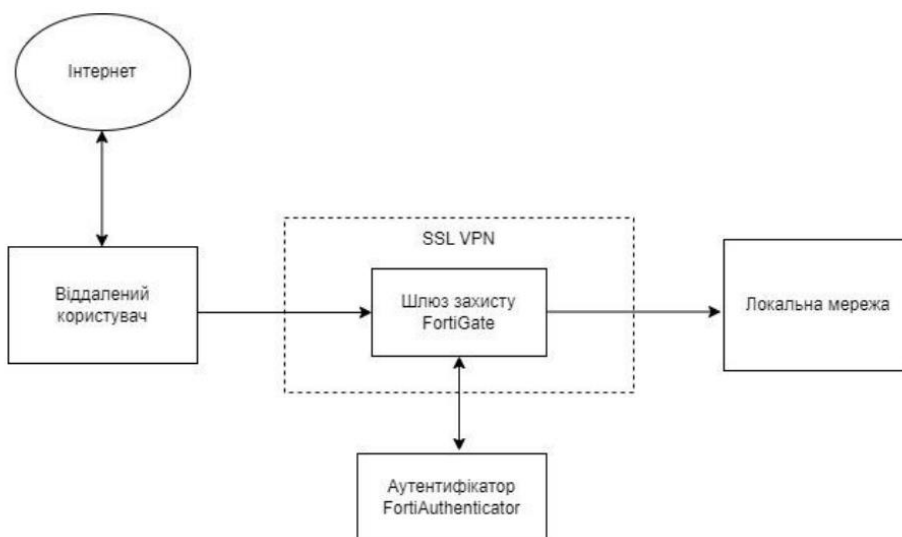 Інтернет
SSL VPN
Віддалений
користувач
Шлюз захисту
FortiGate
Локальна мережа
Аутентифікатор
FortiAuthenticator